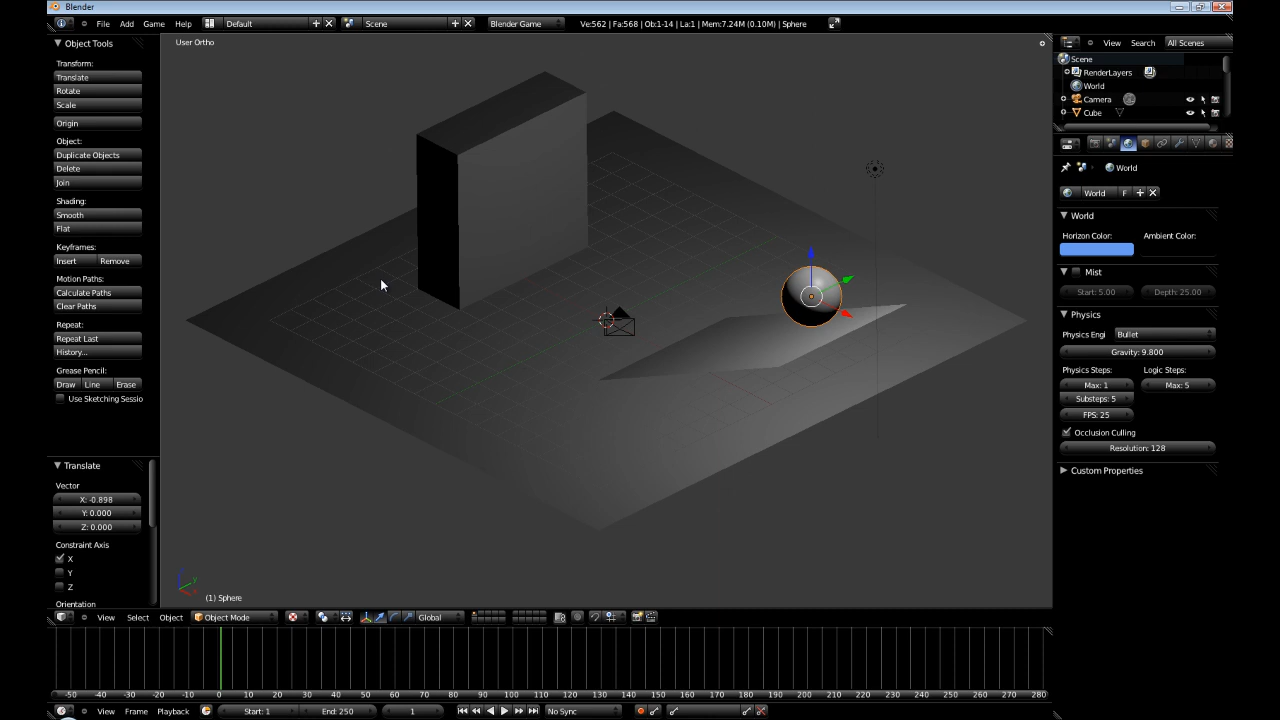 Blender
File Add Game Help Default Scene Blender Game Ve:562 | Fa:568 | Ob:1-14 | La:1 | Mem:7.24M (0.10M) | Sphere
Object Tools
Transform:
Translate
Rotate
Scale
Origin
Object:
Duplicate Objects
Delete
Join
Shading:
Smooth
Flat
Keyframes:
Insert Remove
Motion Paths:
Calculate Paths
Clear Paths
Repeat:
Repeat Last
History...
Grease Pencil:
Draw Line Erase
Use Sketching Sessio
Translate
Vector
X: -0.898
Y: 0.000
Z: 0.000
Constraint Axis
X
Y
Z
Orientation
User Ortho
(1) Sphere
View Select Object Object Mode Global
-50 -40 -30 -20 -10 0 10 20 30 40 50 60 70 80 90 100 110 120 130 140 150 160 170 180 190 200 210 220 230 240 250 260 270 280
View Frame Playback Start: 1 End: 250 1 No Sync
View Search All Scenes
Scene
RenderLayers
World
Camera
Cube
World
World F
World
Horizon Color: Ambient Color:
Mist
Start: 5.00 Depth: 25.00
Physics
Physics Engi Bullet
Gravity: 9.800
Physics Steps: Logic Steps:
Max: 1 Max: 5
Substeps: 5
FPS: 25
Occlusion Culling
Resolution: 128
Custom Properties